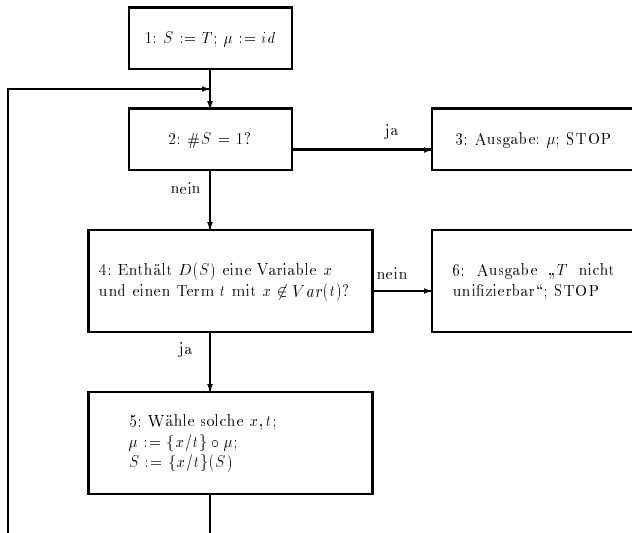 1: S := T; μ := id
2: #S = 1?
ja
3: Ausgabe: μ; STOP
nein
4: Enthält D(S) eine Variable x
und einen Term t mit x ∉ Var(t)?
nein
6: Ausgabe „T nicht
unifizierbar“; STOP
ja
5: Wähle solche x, t;
μ := {x/t} ∘ μ;
S := {x/t}(S)